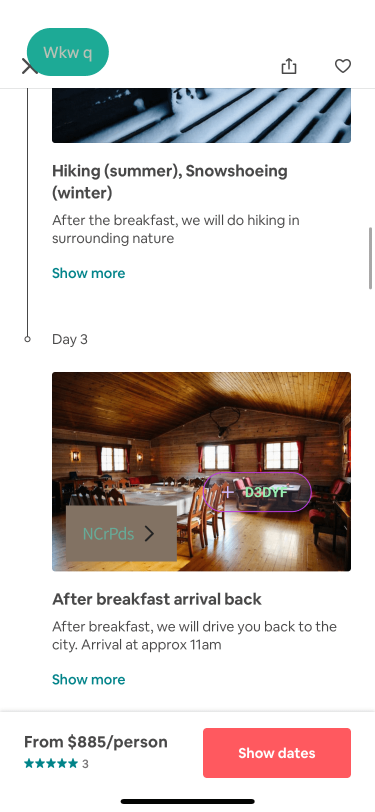 Wkw q
Hiking (summer), Snowshoeing
(winter)
After the breakfast, we will do hiking in
surrounding nature
Show more
Day 3
D3DYF
NCrPds
After breakfast arrival back
After breakfast, we will drive you back to the
city. Arrival at approx 11am
Show more
From $885/person
3
Show dates